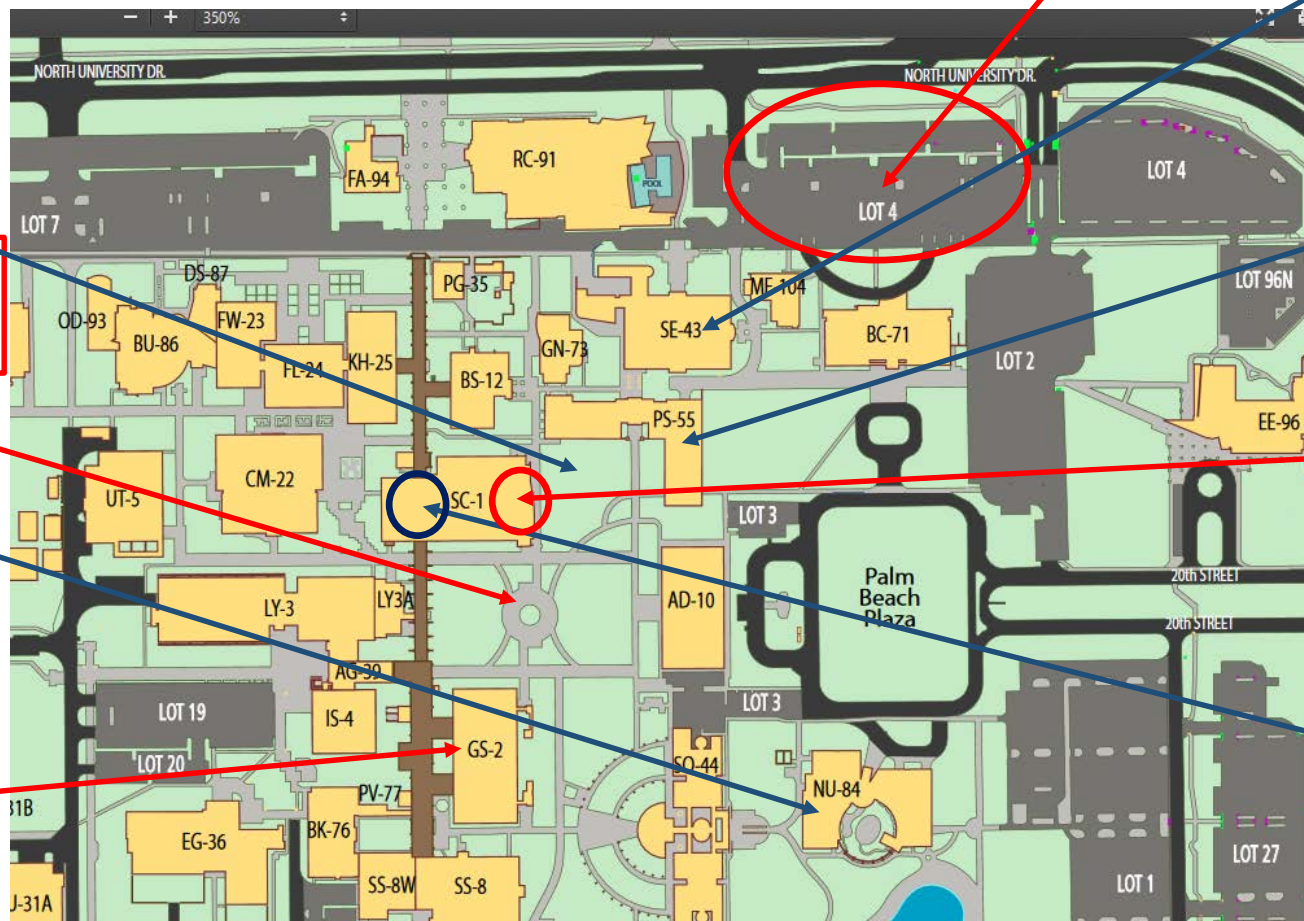 350%
NORTH UNIVERSITY DR.
NORTH UNIVERSITY DR.
RC-91
FA-94
POOL
LOT 4
LOT 4
LOT 7
DS-87
PG-35
ME-104
LOT 96N
OD-93
FW-23
BU-86
SE-43
BC-71
GN-73
FL-24
KH-25
BS-12
LOT 2
PS-55
EE-96
CM-22
UT-5
SC-1
LOT 3
20th STREET
Palm
Beach
Plaza
LY-3
LY3A
AD-10
20th STREET
AG-39
LOT 19
IS-4
LOT 3
GS-2
SO-44
LOT 20
NU-84
PV-77
31B
BK-76
EG-36
LOT 27
SS-8W
SS-8
LOT 1
J-31A